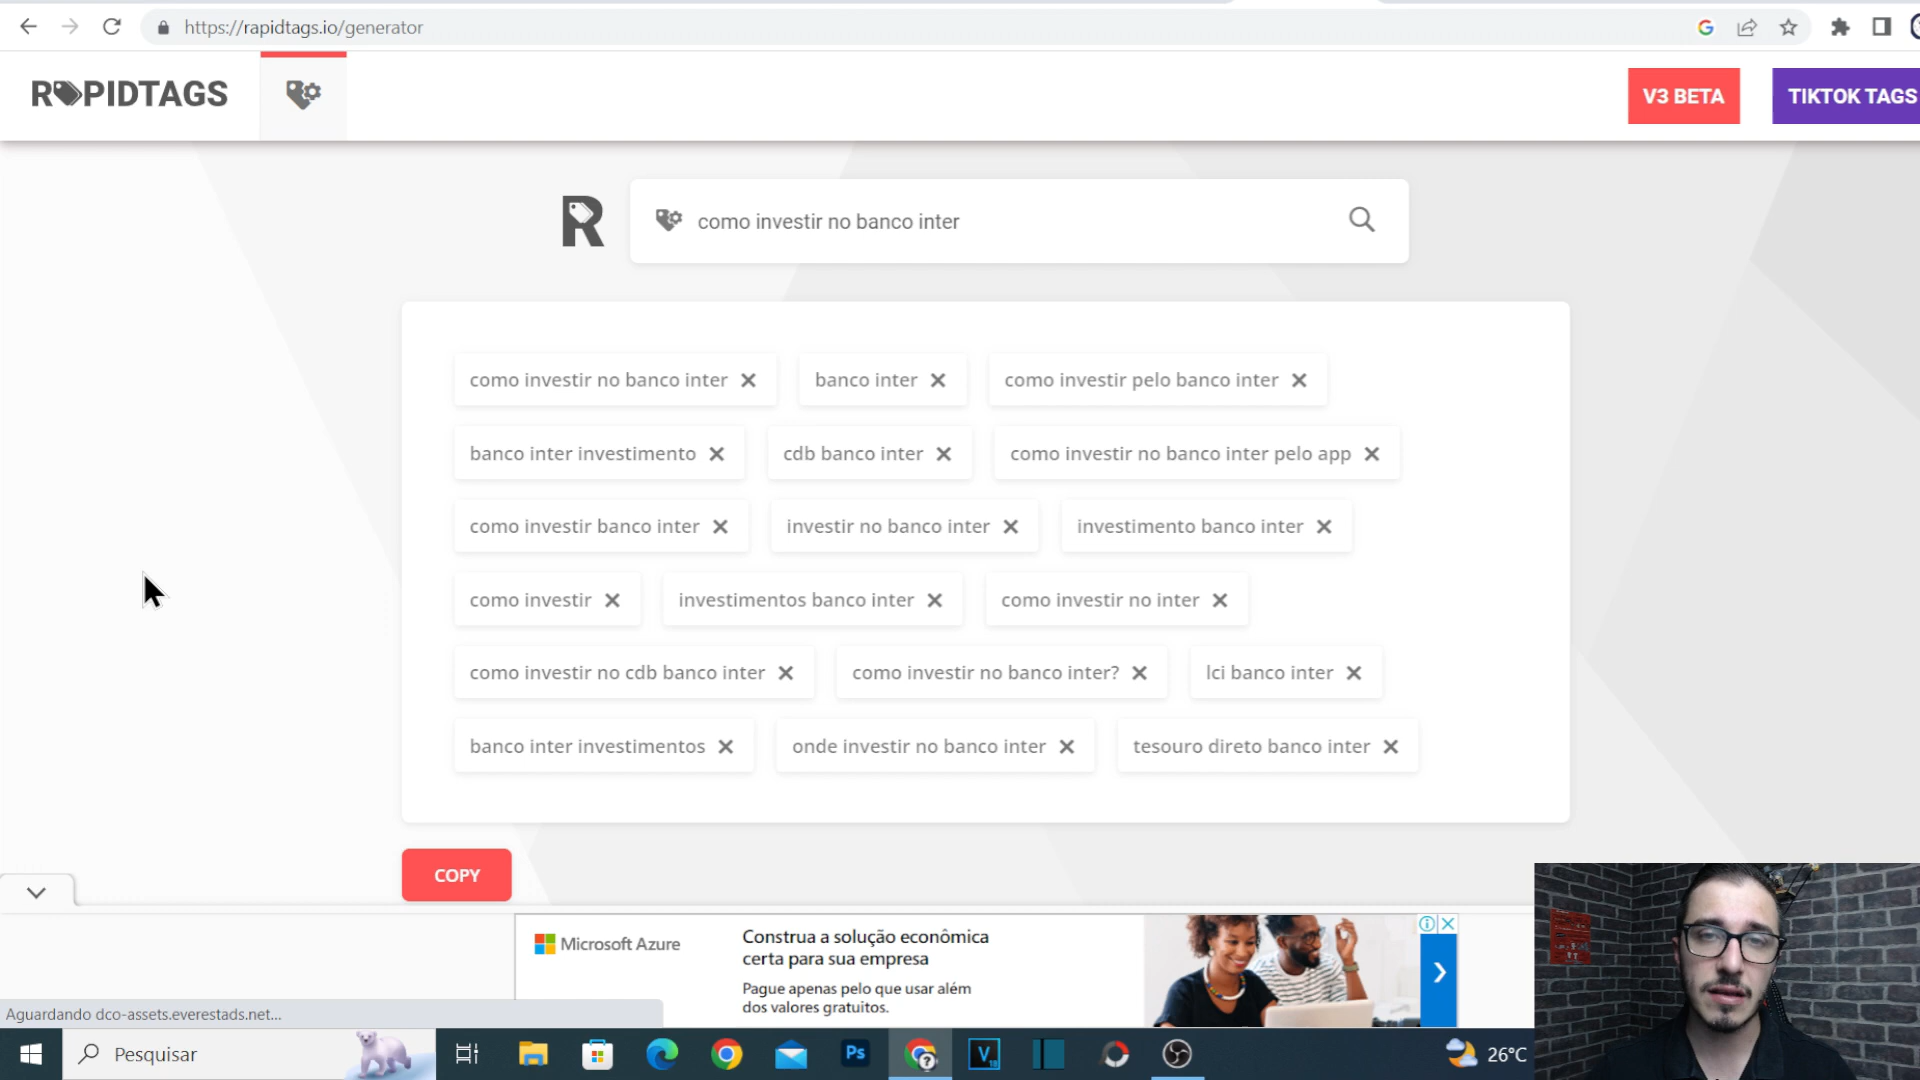 https://rapidtags.io/generator
RAPIDTAGS
V3 BETA
TIKTOK TAGS
R
como investir no banco inter
como investir no banco inter
banco inter
como investir pelo banco inter
banco inter investimento
cdb banco inter
como investir no banco inter pelo app
como investir banco inter
investir no banco inter
investimento banco inter
como investir
investimentos banco inter
como investir no inter
como investir no cdb banco inter
como investir no banco inter?
lci banco inter
banco inter investimentos
onde investir no banco inter
tesouro direto banco inter
COPY
Microsoft Azure
Construa a solução econômica
certa para sua empresa
Pague apenas pelo que usar além
dos valores gratuitos.
Aguardando dco-assets.everestads.net...
Pesquisar
Ps
V
26°C